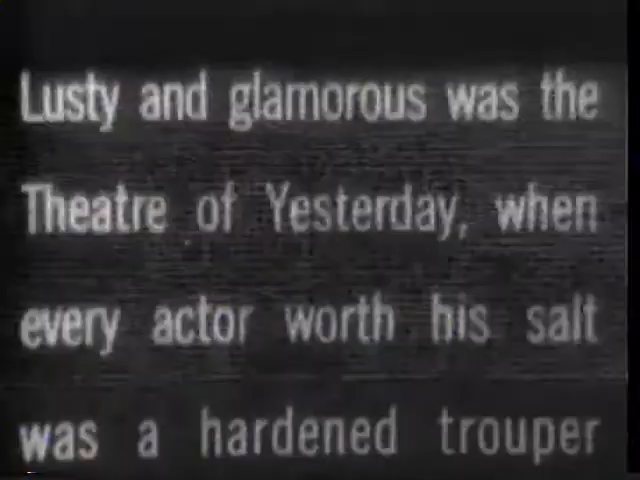 Lusty and glamorous was the
Theatre of Yesterday, when
every actor worth his salt
was a hardened trouper